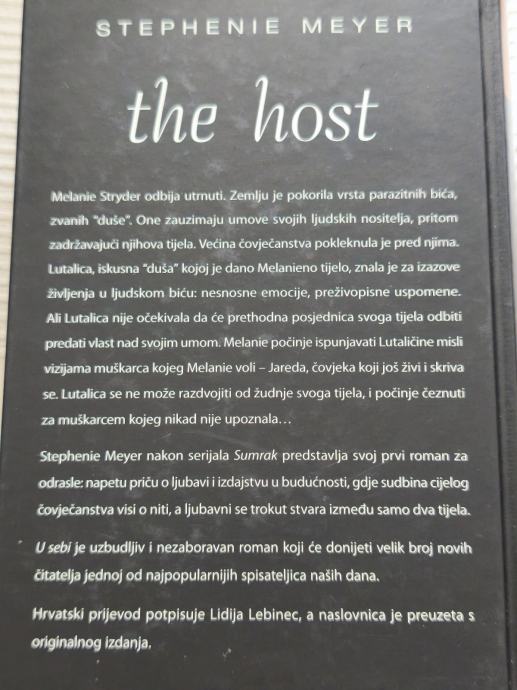 STEPHENIE MEYER
the host
Melanie Stryder odbija utrnuti. Zemlju je pokorila vrsta parazitnih bića,
zvanih "duše". One zauzimaju umove svojih ljudskih nositelja, pritom
zadržavajući njihova tijela. Većina čovječanstva pokleknula je pred njima.
Lutalica, iskusna "duša" kojoj je dano Melanieno tijelo, znala je za izazove
življenja u ljudskom biću: nesnosne emocije, preživopisne uspomene.
Ali Lutalica nije očekivala da će prethodna posjednica svoga tijela odbiti
predati vlast nad svojim umom. Melanie počinje ispunjavati Lutaličine misli
vizijama muškarca kojeg Melanie voli – Jareda, čovjeka koji još živi i skriva
se. Lutalica se ne može razdvojiti od žudnje svoga tijela, i počinje čeznuti
za muškarcem kojeg nikad nije upoznala...
Stephenie Meyer nakon serijala Sumrak predstavlja svoj prvi roman za
odrasle: napetu priču o ljubavi i izdajstvu u budućnosti, gdje sudbina cijelog
čovječanstva visi o niti, a ljubavni se trokut stvara između samo dva tijela.
U sebi je uzbudljiv i nezaboravan roman koji će donijeti velik broj novih
čitatelja jednoj od najpopularnijih spisateljica naših dana.
Hrvatski prijevod potpisuje Lidija Lebinec, a naslovnica je preuzeta s
originalnog izdanja.